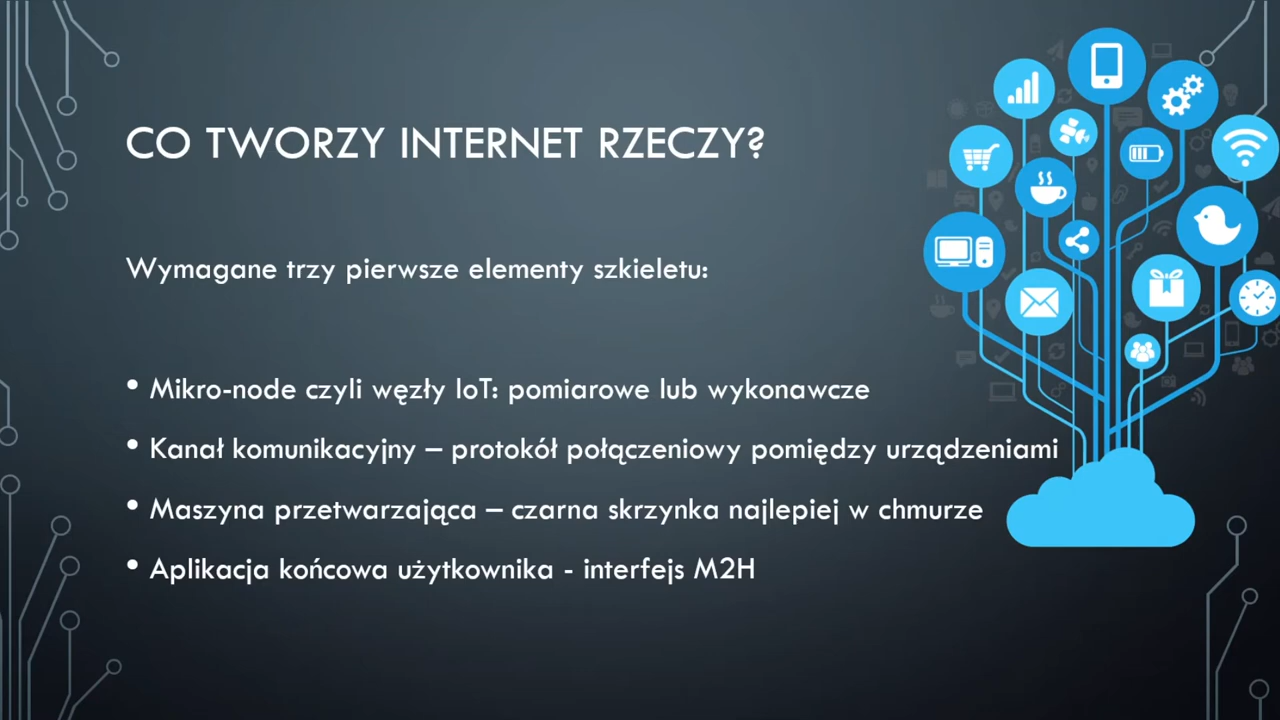 CO TWORZY INTERNET RZECZY?
Wymagane trzy pierwsze elementy szkieletu:
• Mikro-node czyli węzły IoT: pomiarowe lub wykonawcze
• Kanał komunikacyjny – protokół połączeniowy pomiędzy urządzeniami
• Maszyna przetwarzająca – czarna skrzynka najlepiej w chmurze
• Aplikacja końcowa użytkownika - interfejs M2H